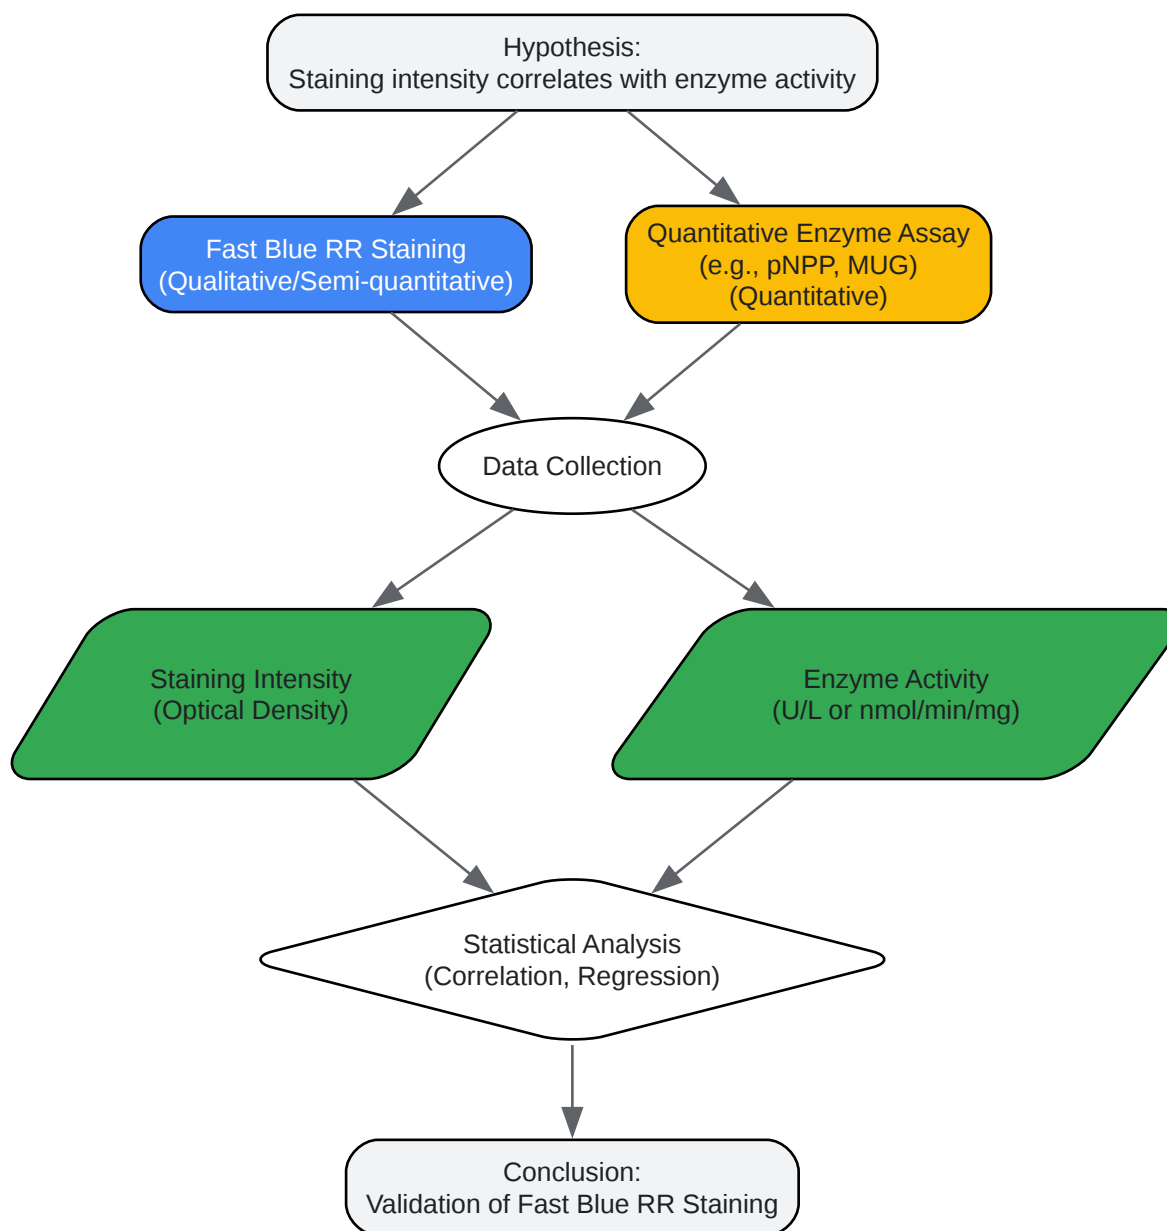 Hypothesis:
Staining intensity correlates with enzyme activity
Fast Blue RR Staining
(Qualitative/Semi-quantitative)
Quantitative Enzyme Assay
(e.g., pNPP, MUG)
(Quantitative)
Data Collection
Staining Intensity
(Optical Density)
Enzyme Activity
(U/L or nmol/min/mg)
Statistical Analysis
(Correlation, Regression)
Conclusion:
Validation of Fast Blue RR Staining